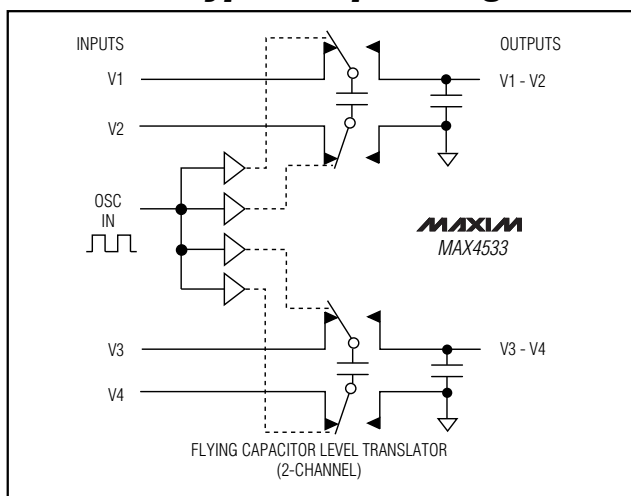 INPUTS
OUTPUTS
V1
V1 - V2
V2
OSC
IN
MAXIM
MAX4533
V3
V3 - V4
V4
FLYING CAPACITOR LEVEL TRANSLATOR
(2-CHANNEL)